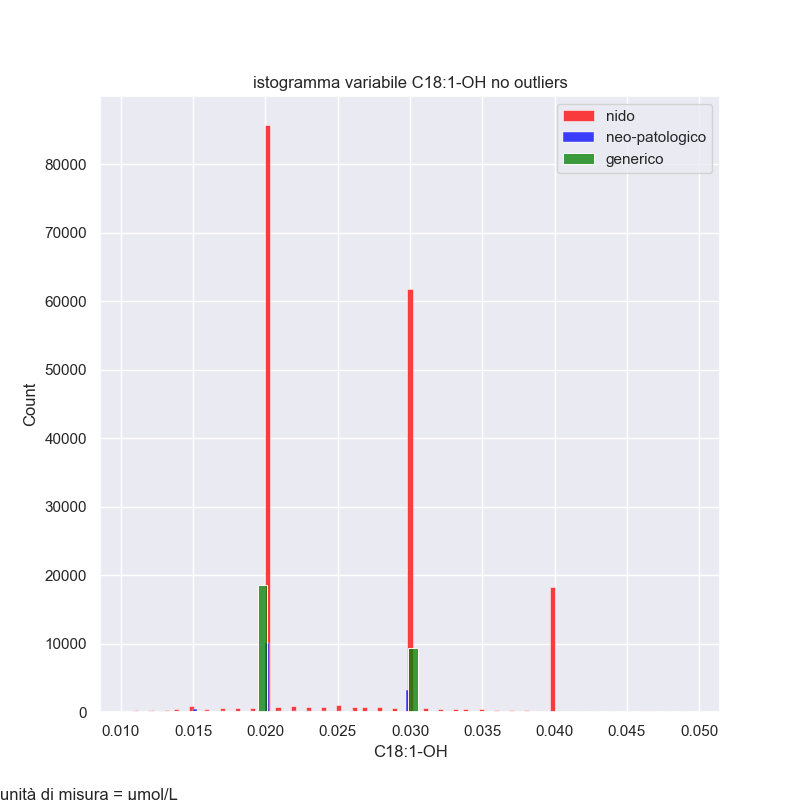 istogramma variabile C18:1-OH no outliers
nido
neo-patologico
generico
80000
70000
60000
50000
40000
30000
20000
10000
0
Count
0.010 0.015 0.020 0.025 0.030 0.035 0.040 0.045 0.050
C18:1-OH
unità di misura = μmol/L